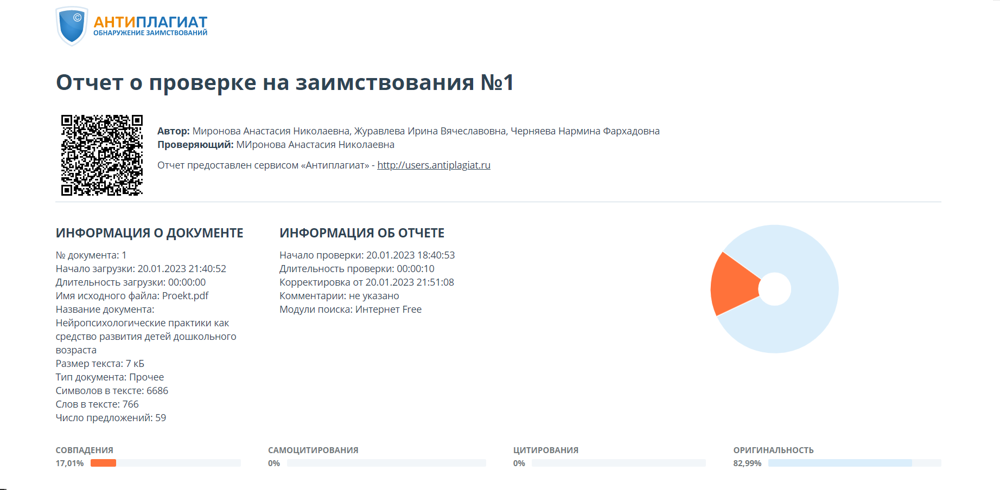 ©
АНТИПЛАГИАТ
ОБНАРУЖЕНИЕ ЗАИМСТВОВАНИЙ
Отчет о проверке на заимствования №1
Автор: Миронова Анастасия Николаевна, Журавлева Ирина Вячеславовна, Черняева Нармина Фархадовна
Проверяющий: МИронова Анастасия Николаевна
Отчет предоставлен сервисом «Антиплагиат» - http://users.antiplagiat.ru
ИНФОРМАЦИЯ О ДОКУМЕНТЕ
№ документа: 1
Начало загрузки: 20.01.2023 21:40:52
Длительность загрузки: 00:00:00
Имя исходного файла: Proekt.pdf
Название документа:
Нейропсихологические практики как
средство развития детей дошкольного
возраста
Размер текста: 7 кБ
Тип документа: Прочее
Символов в тексте: 6686
Слов в тексте: 766
Число предложений: 59
ИНФОРМАЦИЯ ОБ ОТЧЕТЕ
Начало проверки: 20.01.2023 18:40:53
Длительность проверки: 00:00:10
Корректировка от 20.01.2023 21:51:08
Комментарии: не указано
Модули поиска: Интернет Free
СОВПАДЕНИЯ
17,01%
САМОЦИТИРОВАНИЯ
0%
ЦИТИРОВАНИЯ
0%
ОРИГИНАЛЬНОСТЬ
82,99%